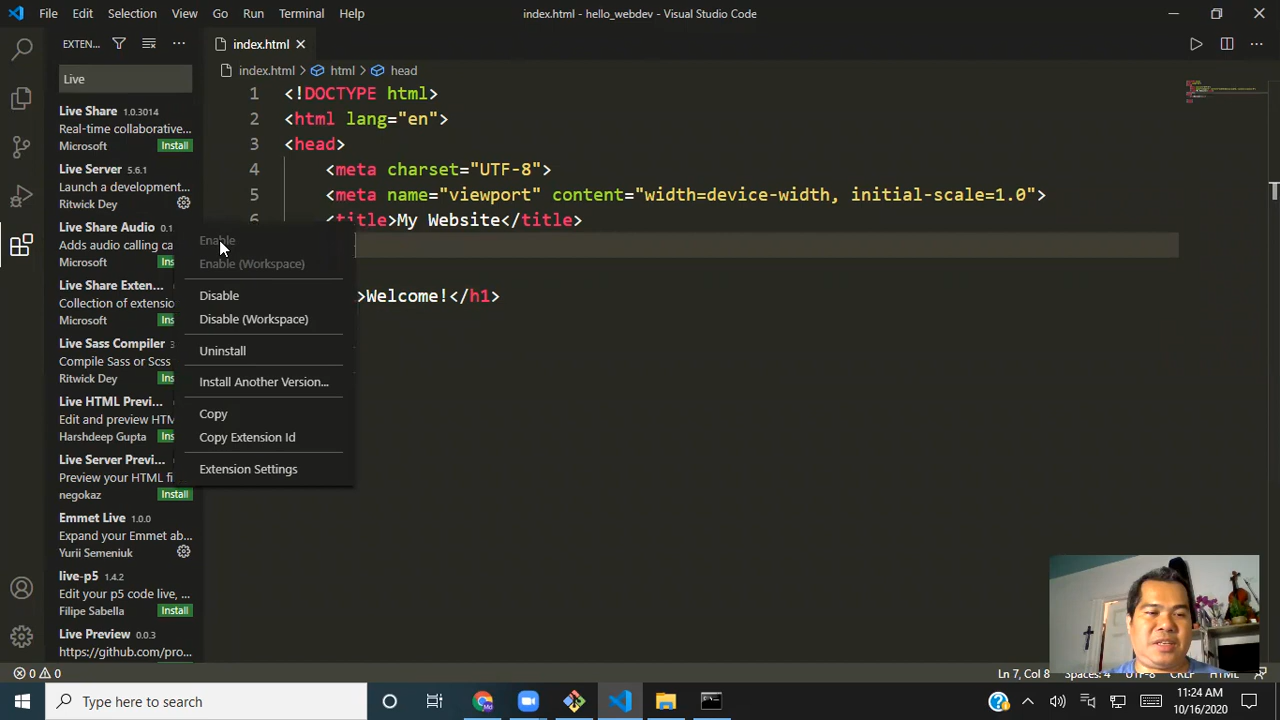 File Edit Selection View Go Run Terminal Help
index.html - hello_webdev - Visual Studio Code
EXTEN...
Live
Live Share 1.0.3014
Real-time collaborative...
Microsoft Install
Live Server 5.6.1
Launch a development...
Ritwick Dey
Live Share Audio 0.1
Adds audio calling ca
Microsoft Ins
Live Share Exten...
Collection of extensio
Microsoft Ins
Live Sass Compiler 3
Compile Sass or Scss
Ritwick Dey Ins
Live HTML Previ...
Edit and preview HTM
Harshdeep Gupta Ins
Live Server Previ...
Preview your HTML fi
negokaz Install
Emmet Live 1.0.0
Expand your Emmet ab...
Yurii Semeniuk
live-p5 1.4.2
Edit your p5 code live, ...
Filipe Sabella Install
Live Preview 0.0.3
https://github.com/pro...
Enable
Enable (Workspace)
Disable
Disable (Workspace)
Uninstall
Install Another Version...
Copy
Copy Extension Id
Extension Settings
index.html
index.html > html > head
1 <!DOCTYPE html>
2 <html lang="en">
3 <head>
4 <meta charset="UTF-8">
5 <meta name="viewport" content="width=device-width, initial-scale=1.0">
6 <title>My Website</title>
>Welcome!</h1>
0 0
Ln 7, Col 8 Spaces: 4 UTF-8 CRLF HTML
Type here to search
11:24 AM
10/16/2020